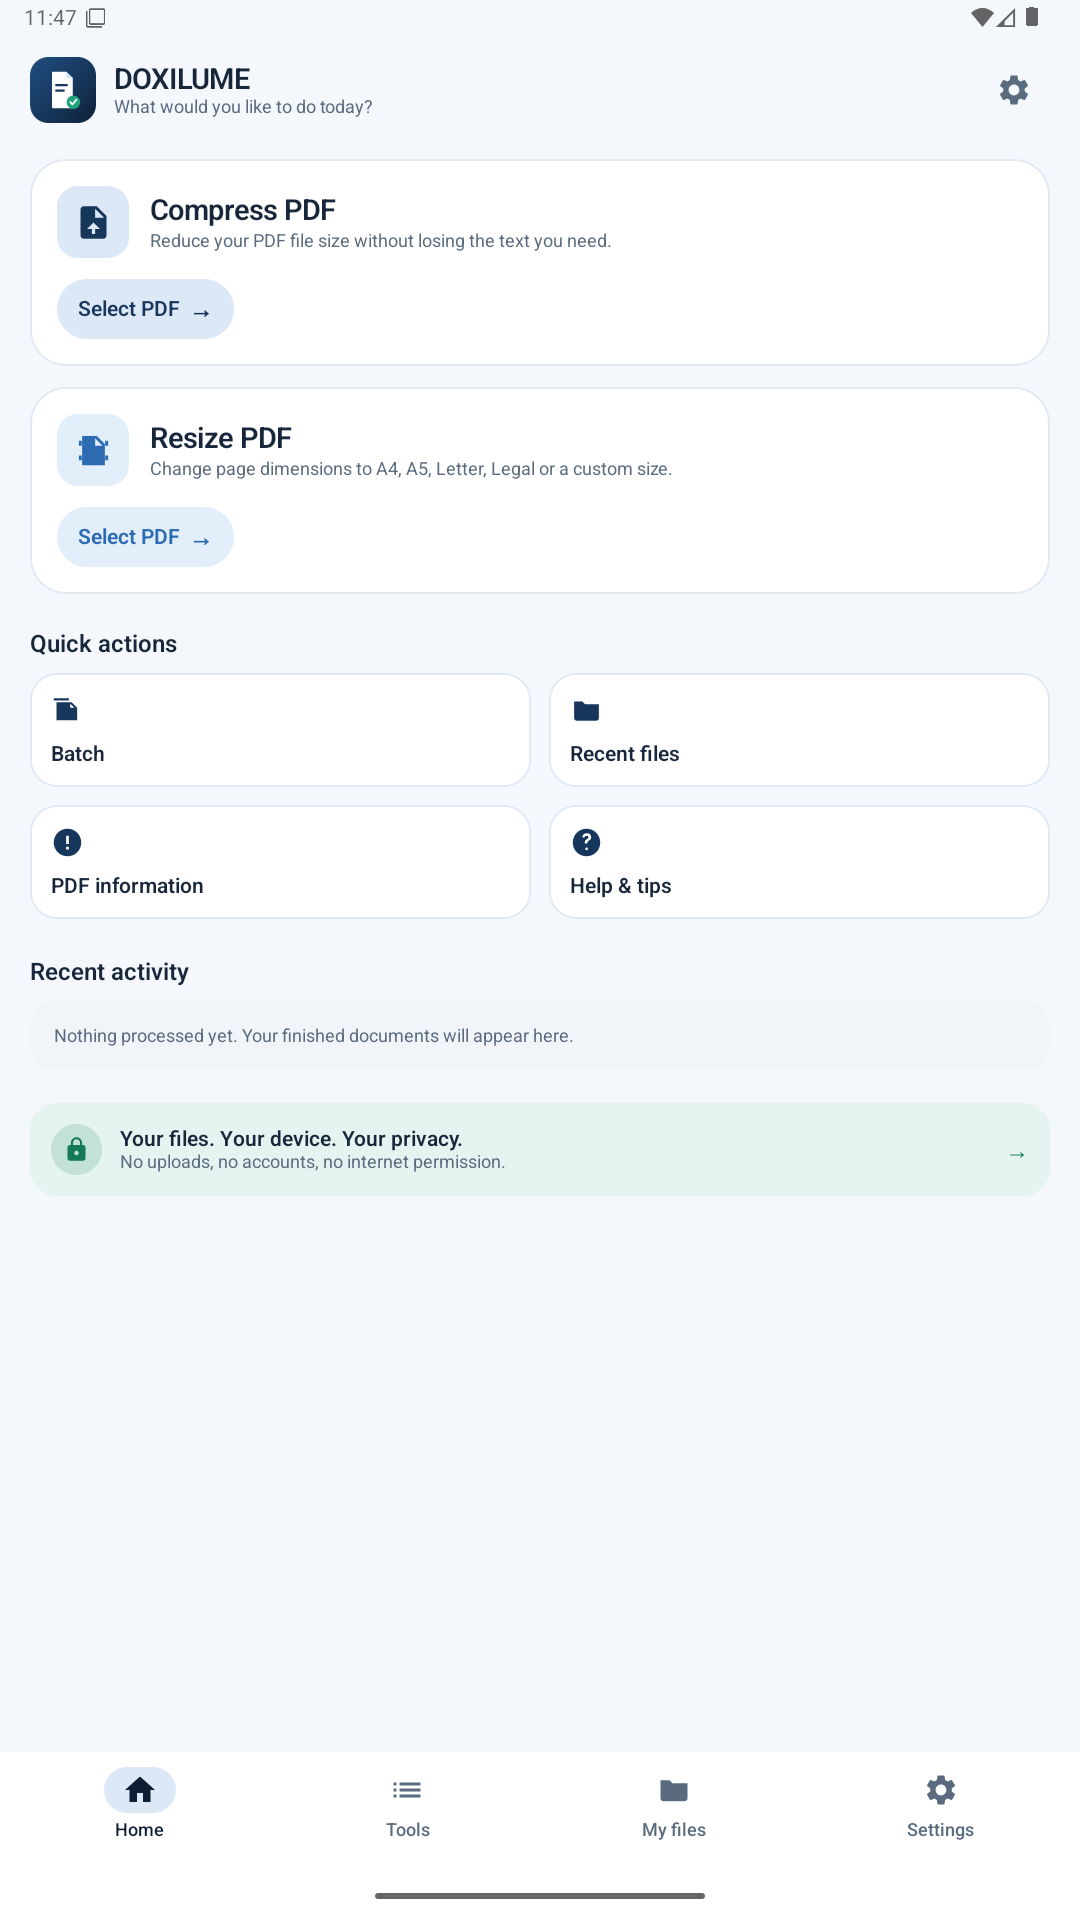 11:47
DOXILUME
What would you like to do today?
Compress PDF
Reduce your PDF file size without losing the text you need.
Select PDF →
Resize PDF
Change page dimensions to A4, A5, Letter, Legal or a custom size.
Select PDF →
Quick actions
Batch
Recent files
PDF information
Help & tips
Recent activity
Nothing processed yet. Your finished documents will appear here.
Your files. Your device. Your privacy.
No uploads, no accounts, no internet permission.
→
Home
Tools
My files
Settings